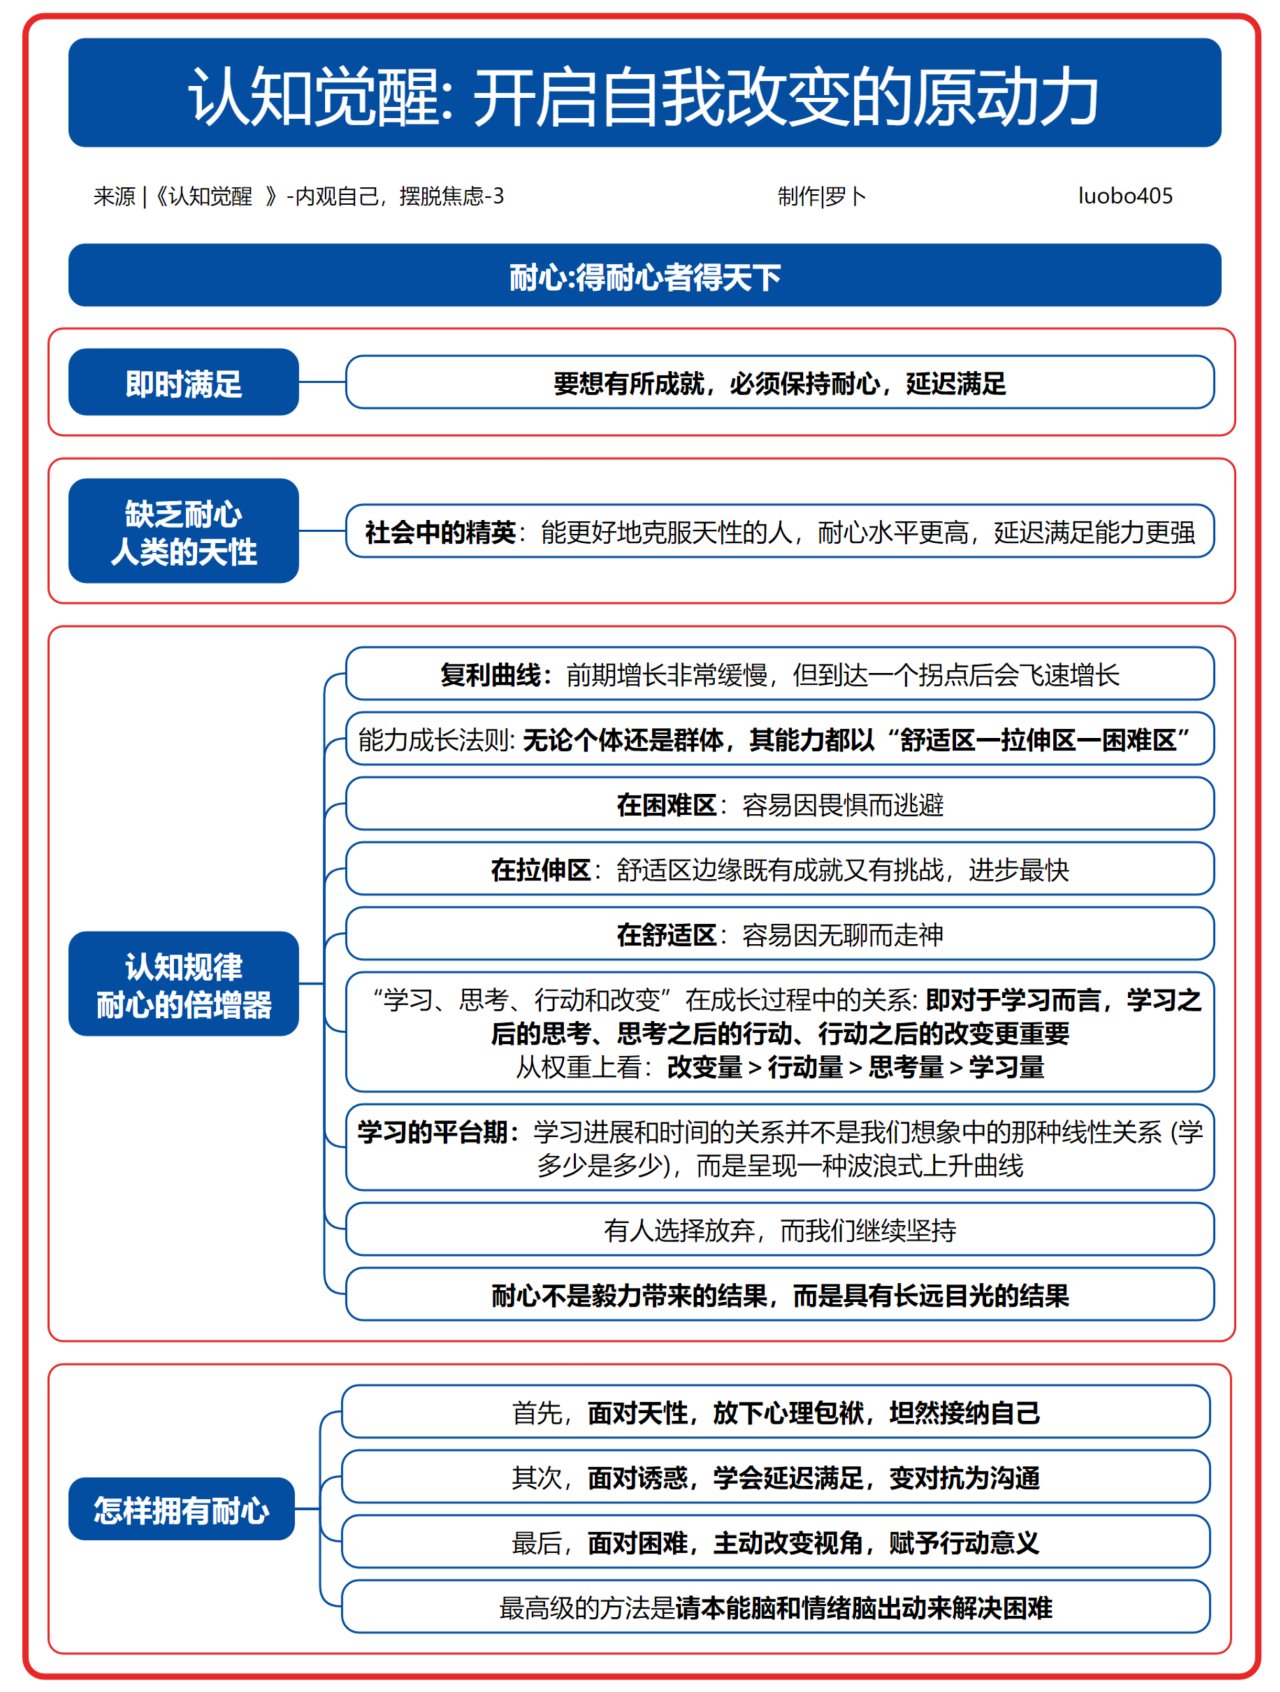 认知觉醒: 开启自我改变的原动力
来源 |《认知觉醒 》-内观自己，摆脱焦虑-3 制作|罗卜 luobo405
耐心:得耐心者得天下
即时满足
要想有所成就，必须保持耐心，延迟满足
缺乏耐心
人类的天性
社会中的精英：能更好地克服天性的人，耐心水平更高，延迟满足能力更强
认知规律
耐心的倍增器
复利曲线：前期增长非常缓慢，但到达一个拐点后会飞速增长
能力成长法则: 无论个体还是群体，其能力都以“舒适区一拉伸区一困难区”
在困难区：容易因畏惧而逃避
在拉伸区：舒适区边缘既有成就又有挑战，进步最快
在舒适区：容易因无聊而走神
“学习、思考、行动和改变”在成长过程中的关系: 即对于学习而言，学习之
后的思考、思考之后的行动、行动之后的改变更重要
从权重上看：改变量 > 行动量 > 思考量 > 学习量
学习的平台期：学习进展和时间的关系并不是我们想象中的那种线性关系 (学
多少是多少)，而是呈现一种波浪式上升曲线
有人选择放弃，而我们继续坚持
耐心不是毅力带来的结果，而是具有长远目光的结果
怎样拥有耐心
首先，面对天性，放下心理包袱，坦然接纳自己
其次，面对诱惑，学会延迟满足，变对抗为沟通
最后，面对困难，主动改变视角，赋予行动意义
最高级的方法是请本能脑和情绪脑出动来解决困难